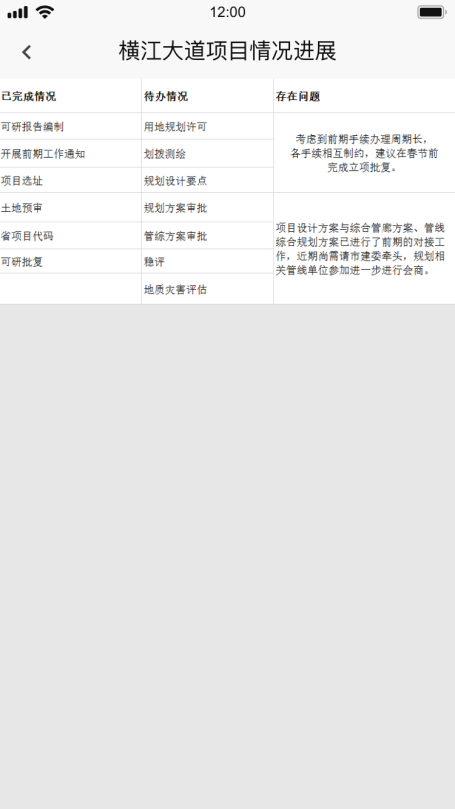 12:00
横江大道项目情况进展
已完成情况 待办情况 存在问题
可研报告编制 用地规划许可
开展前期工作通知 划拨测绘
项目选址 规划设计要点
考虑到前期手续办理周期长,
各手续相互制约, 建议在春节前
完成立项批复。
土地预审 规划方案审批
省项目代码 管综方案审批
可研批复 稳评
地质灾害评估
项目设计方案与综合管廊方案、管线
综合规划方案已进行了前期的对接工
作, 近期尚需请市建委牵头, 规划相
关管线单位参加进一步进行会商。